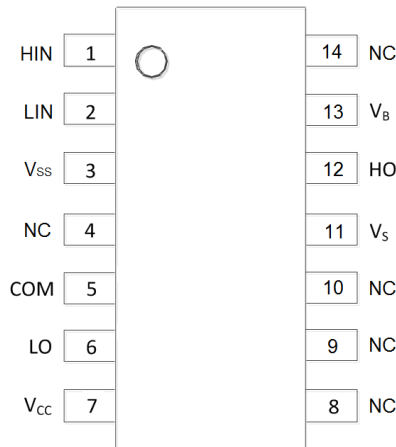 HIN 1 14 NC
LIN 2 13 VB
VSS 3 12 HO
NC 4 11 VS
COM 5 10 NC
LO 6 9 NC
VCC 7 8 NC